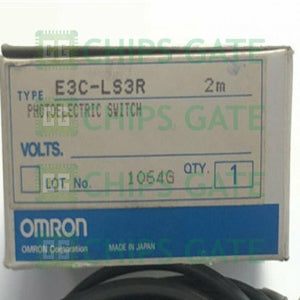 CHIPS GATE
TYPE E3C-LS3R 2m
PHOTOELECTRIC SWITCH
VOLTS.
LOT No. 1064G QTY. 1
OMRON
OMRON Corporation MADE IN JAPAN